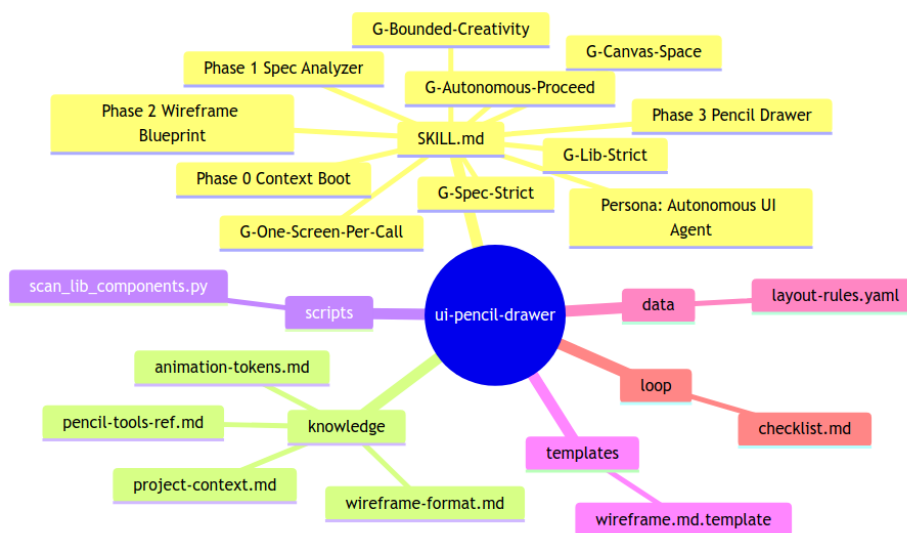 G-Bounded-Creativity
G-Canvas-Space
Phase 1 Spec Analyzer
G-Autonomous-Proceed
Phase 2 Wireframe
Blueprint
Phase 3 Pencil Drawer
SKILL.md
G-Lib-Strict
Phase 0 Context Boot
G-Spec-Strict
Persona: Autonomous UI
Agent
G-One-Screen-Per-Call
scan_lib_components.py
scripts
ui-pencil-drawer
data
layout-rules.yaml
animation-tokens.md
loop
pencil-tools-ref.md
knowledge
checklist.md
templates
project-context.md
wireframe-format.md
wireframe.md.template